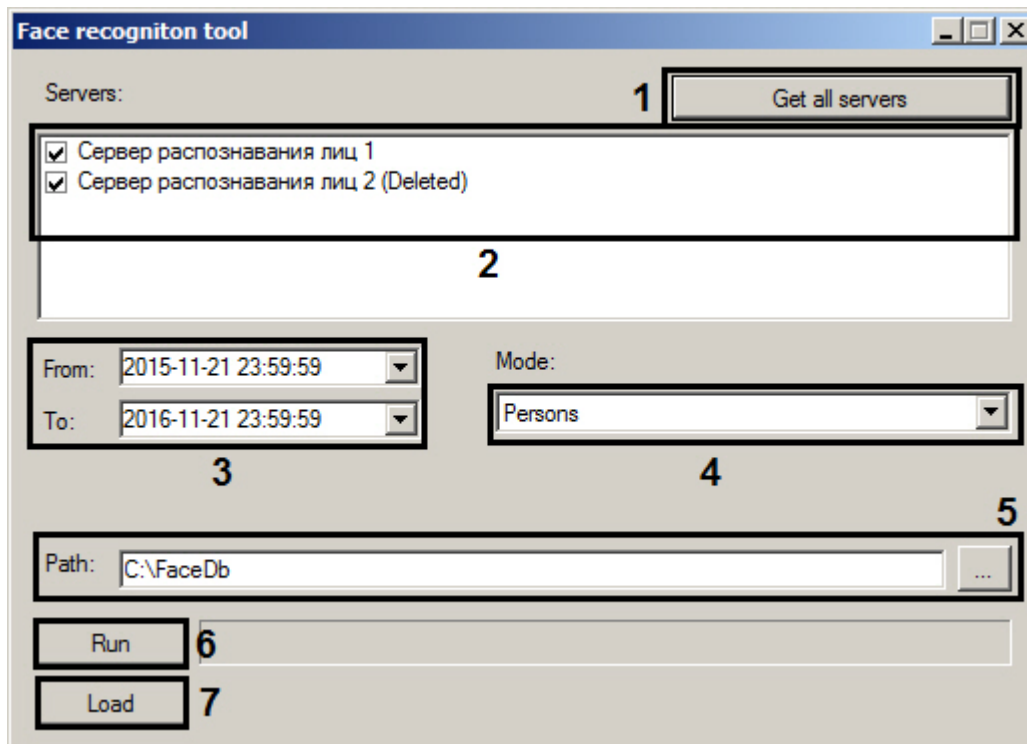 Face recogniton tool
Servers:
1
Get all servers
Сервер распознавания лиц 1
Сервер распознавания лиц 2 (Deleted)
2
From: 2015-11-21 23:59:59
Mode:
To: 2016-11-21 23:59:59
Persons
3
4
5
Path: C:\FaceDb
...
Run
6
Load
7